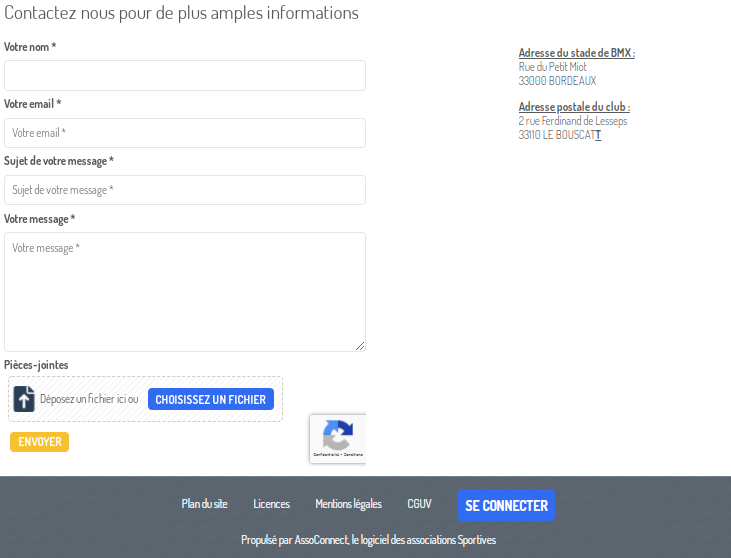 Contactez nous pour de plus amples informations
Votre nom *
Votre email *
Votre email *
Sujet de votre message *
Sujet de votre message *
Votre message *
Votre message *
Pièces-jointes
Déposez un fichier ici ou CHOISISSEZ UN FICHIER
ENVOYER
Confidentialité - Conditions
Adresse du stade de BMX :
Rue du Petit Miot
33000 BORDEAUX
Adresse postale du club :
2 rue Ferdinand de Lesseps
33110 LE BOUSCATT
Plan du site Licences Mentions légales CGUV SE CONNECTER
Propulsé par AssoConnect, le logiciel des associations Sportives